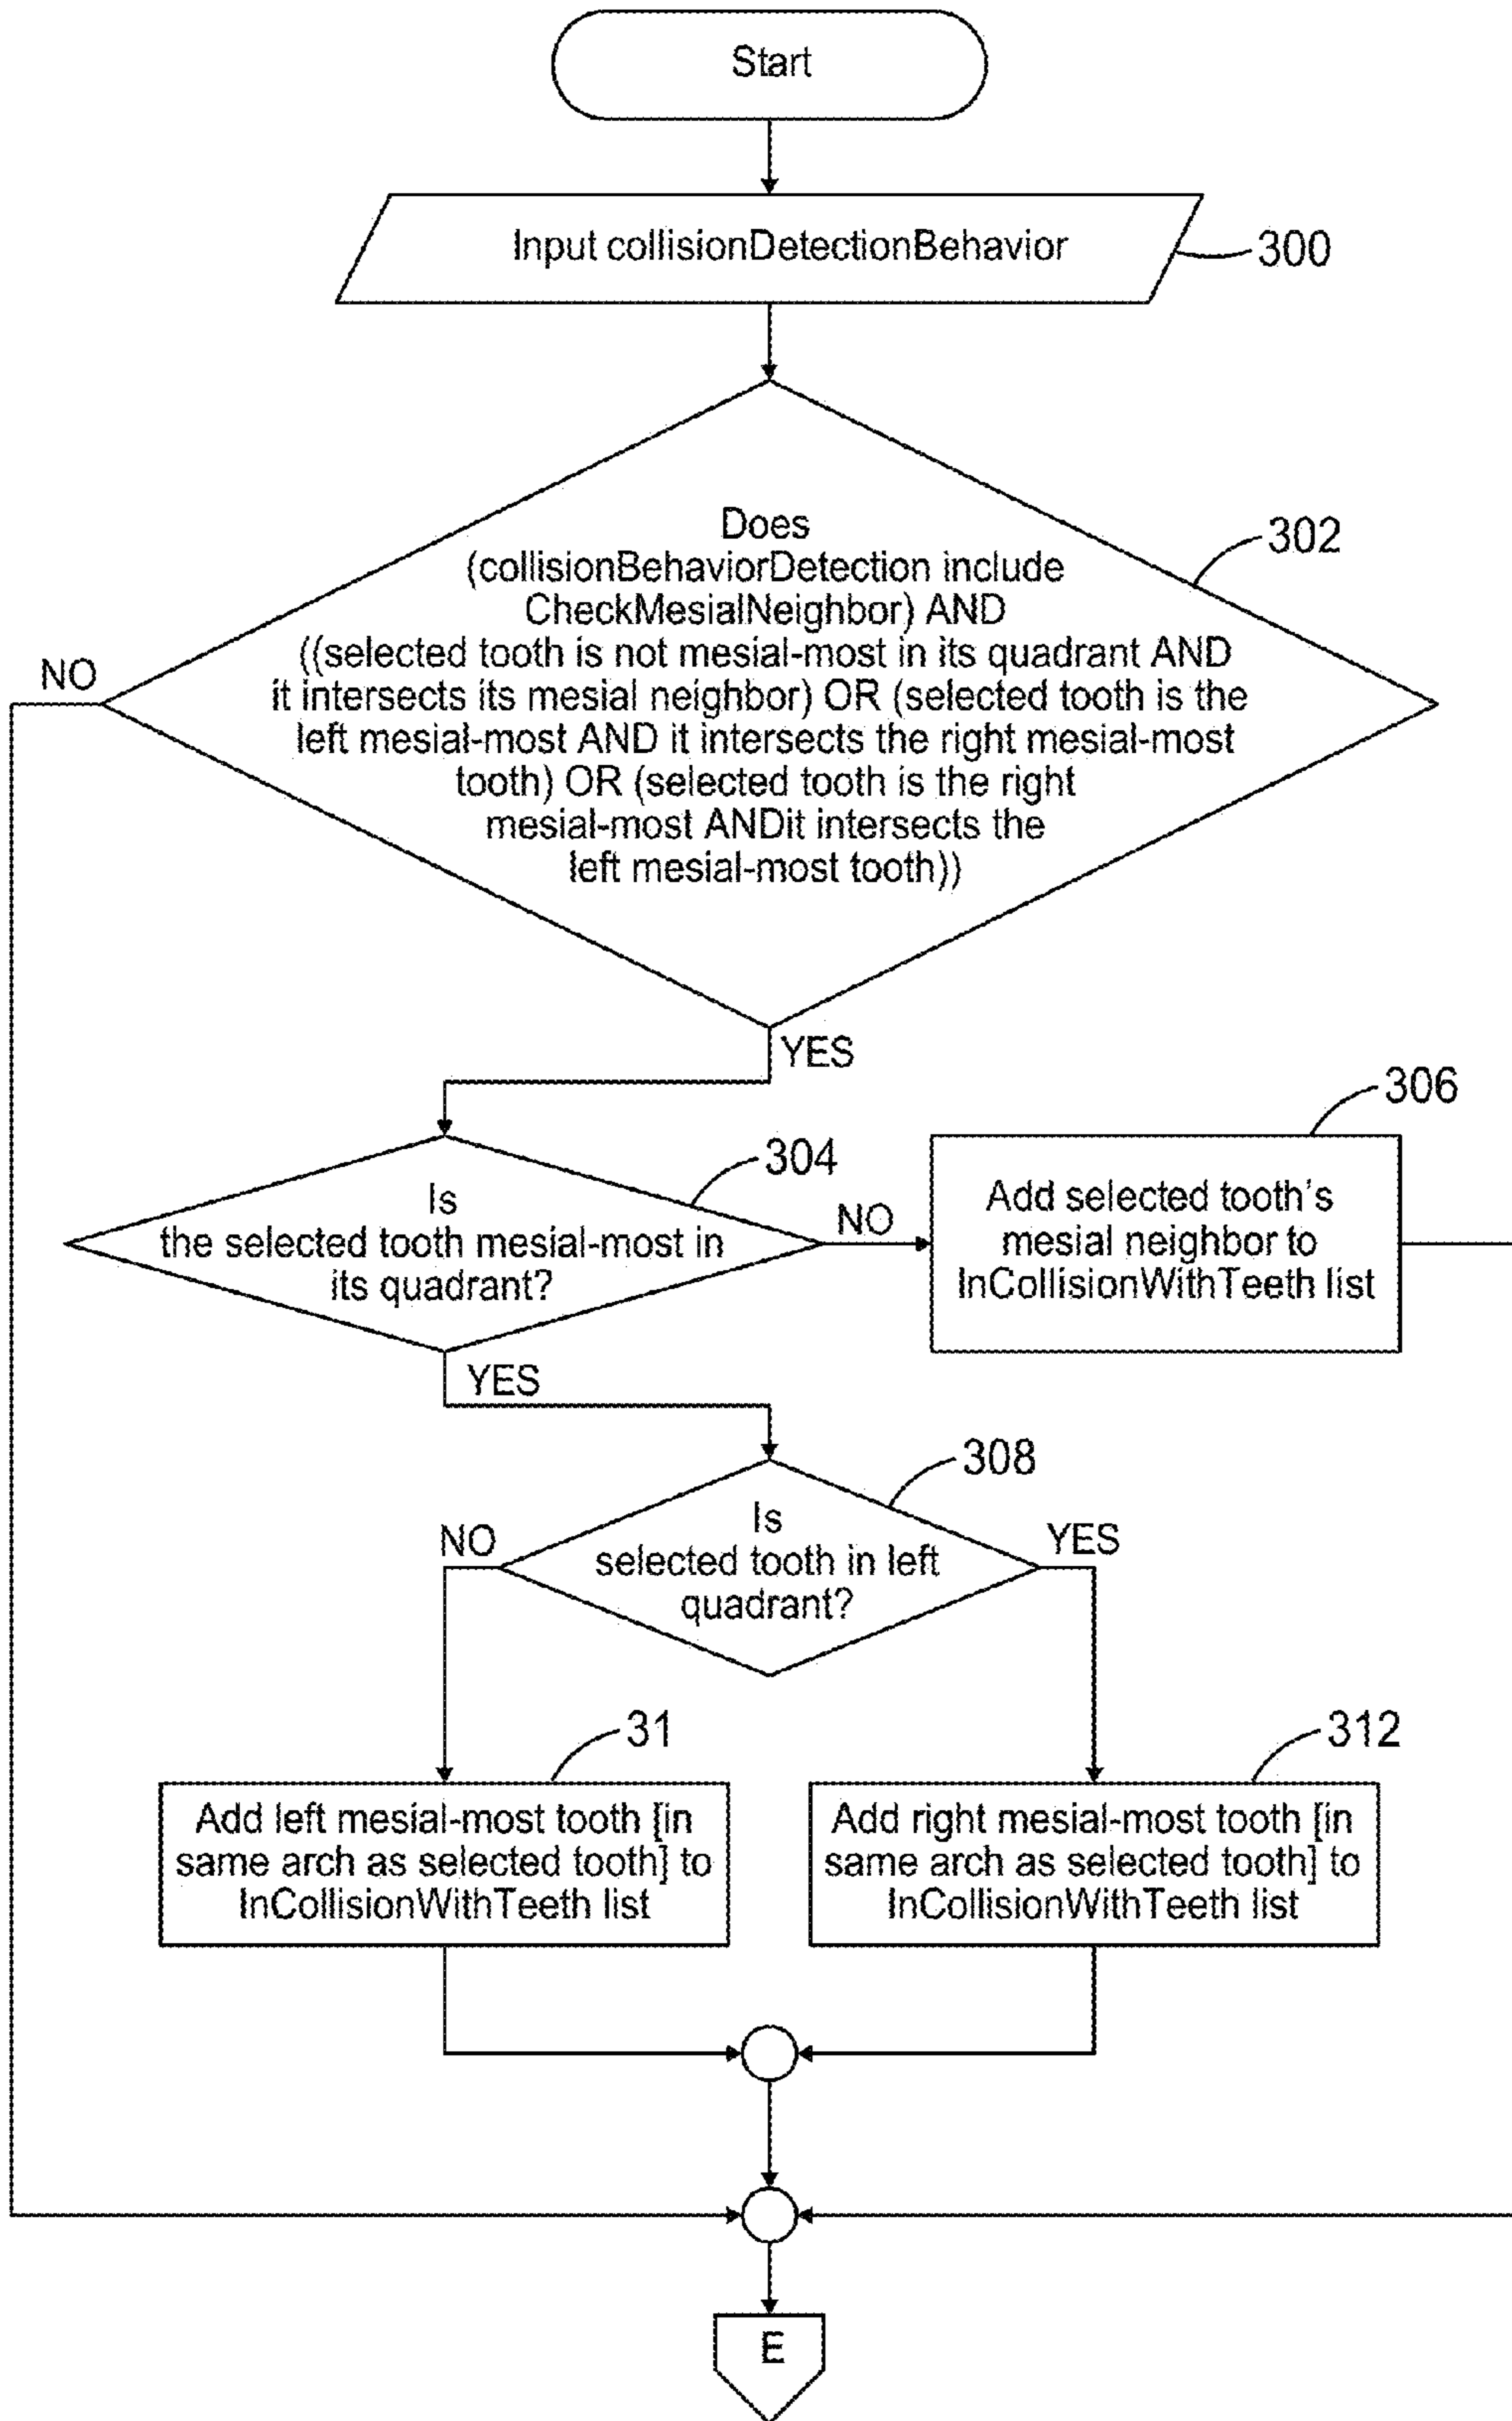 Start
Input collisionDetectionBehavior
300
Does
(collisionBehaviorDetection include
CheckMesialNeighbor) AND
((selected tooth is not mesial-most in its quadrant AND
it intersects its mesial neighbor) OR (selected tooth is the
left mesial-most AND it intersects the right mesial-most
tooth) OR (selected tooth is the right
mesial-most ANDit intersects the
left mesial-most tooth))
302
NO
YES
304
Is
the selected tooth mesial-most in
its quadrant?
NO
306
Add selected tooth's
mesial neighbor to
InCollisionWithTeeth list
YES
308
Is
selected tooth in left
quadrant?
NO
YES
31
Add left mesial-most tooth [in
same arch as selected tooth] to
InCollisionWithTeeth list
312
Add right mesial-most tooth [in
same arch as selected tooth] to
InCollisionWithTeeth list
E